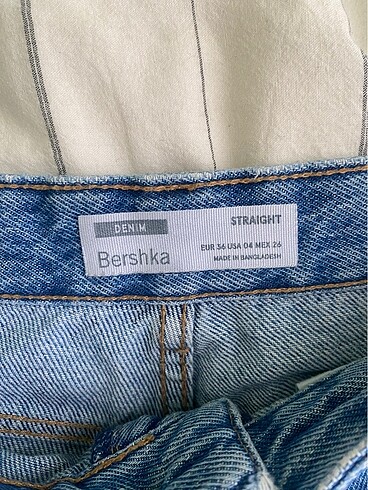 DENIM
Bershka
STRAIGHT
EUR 36 USA 04 MEX 26
MADE IN BANGLADESH